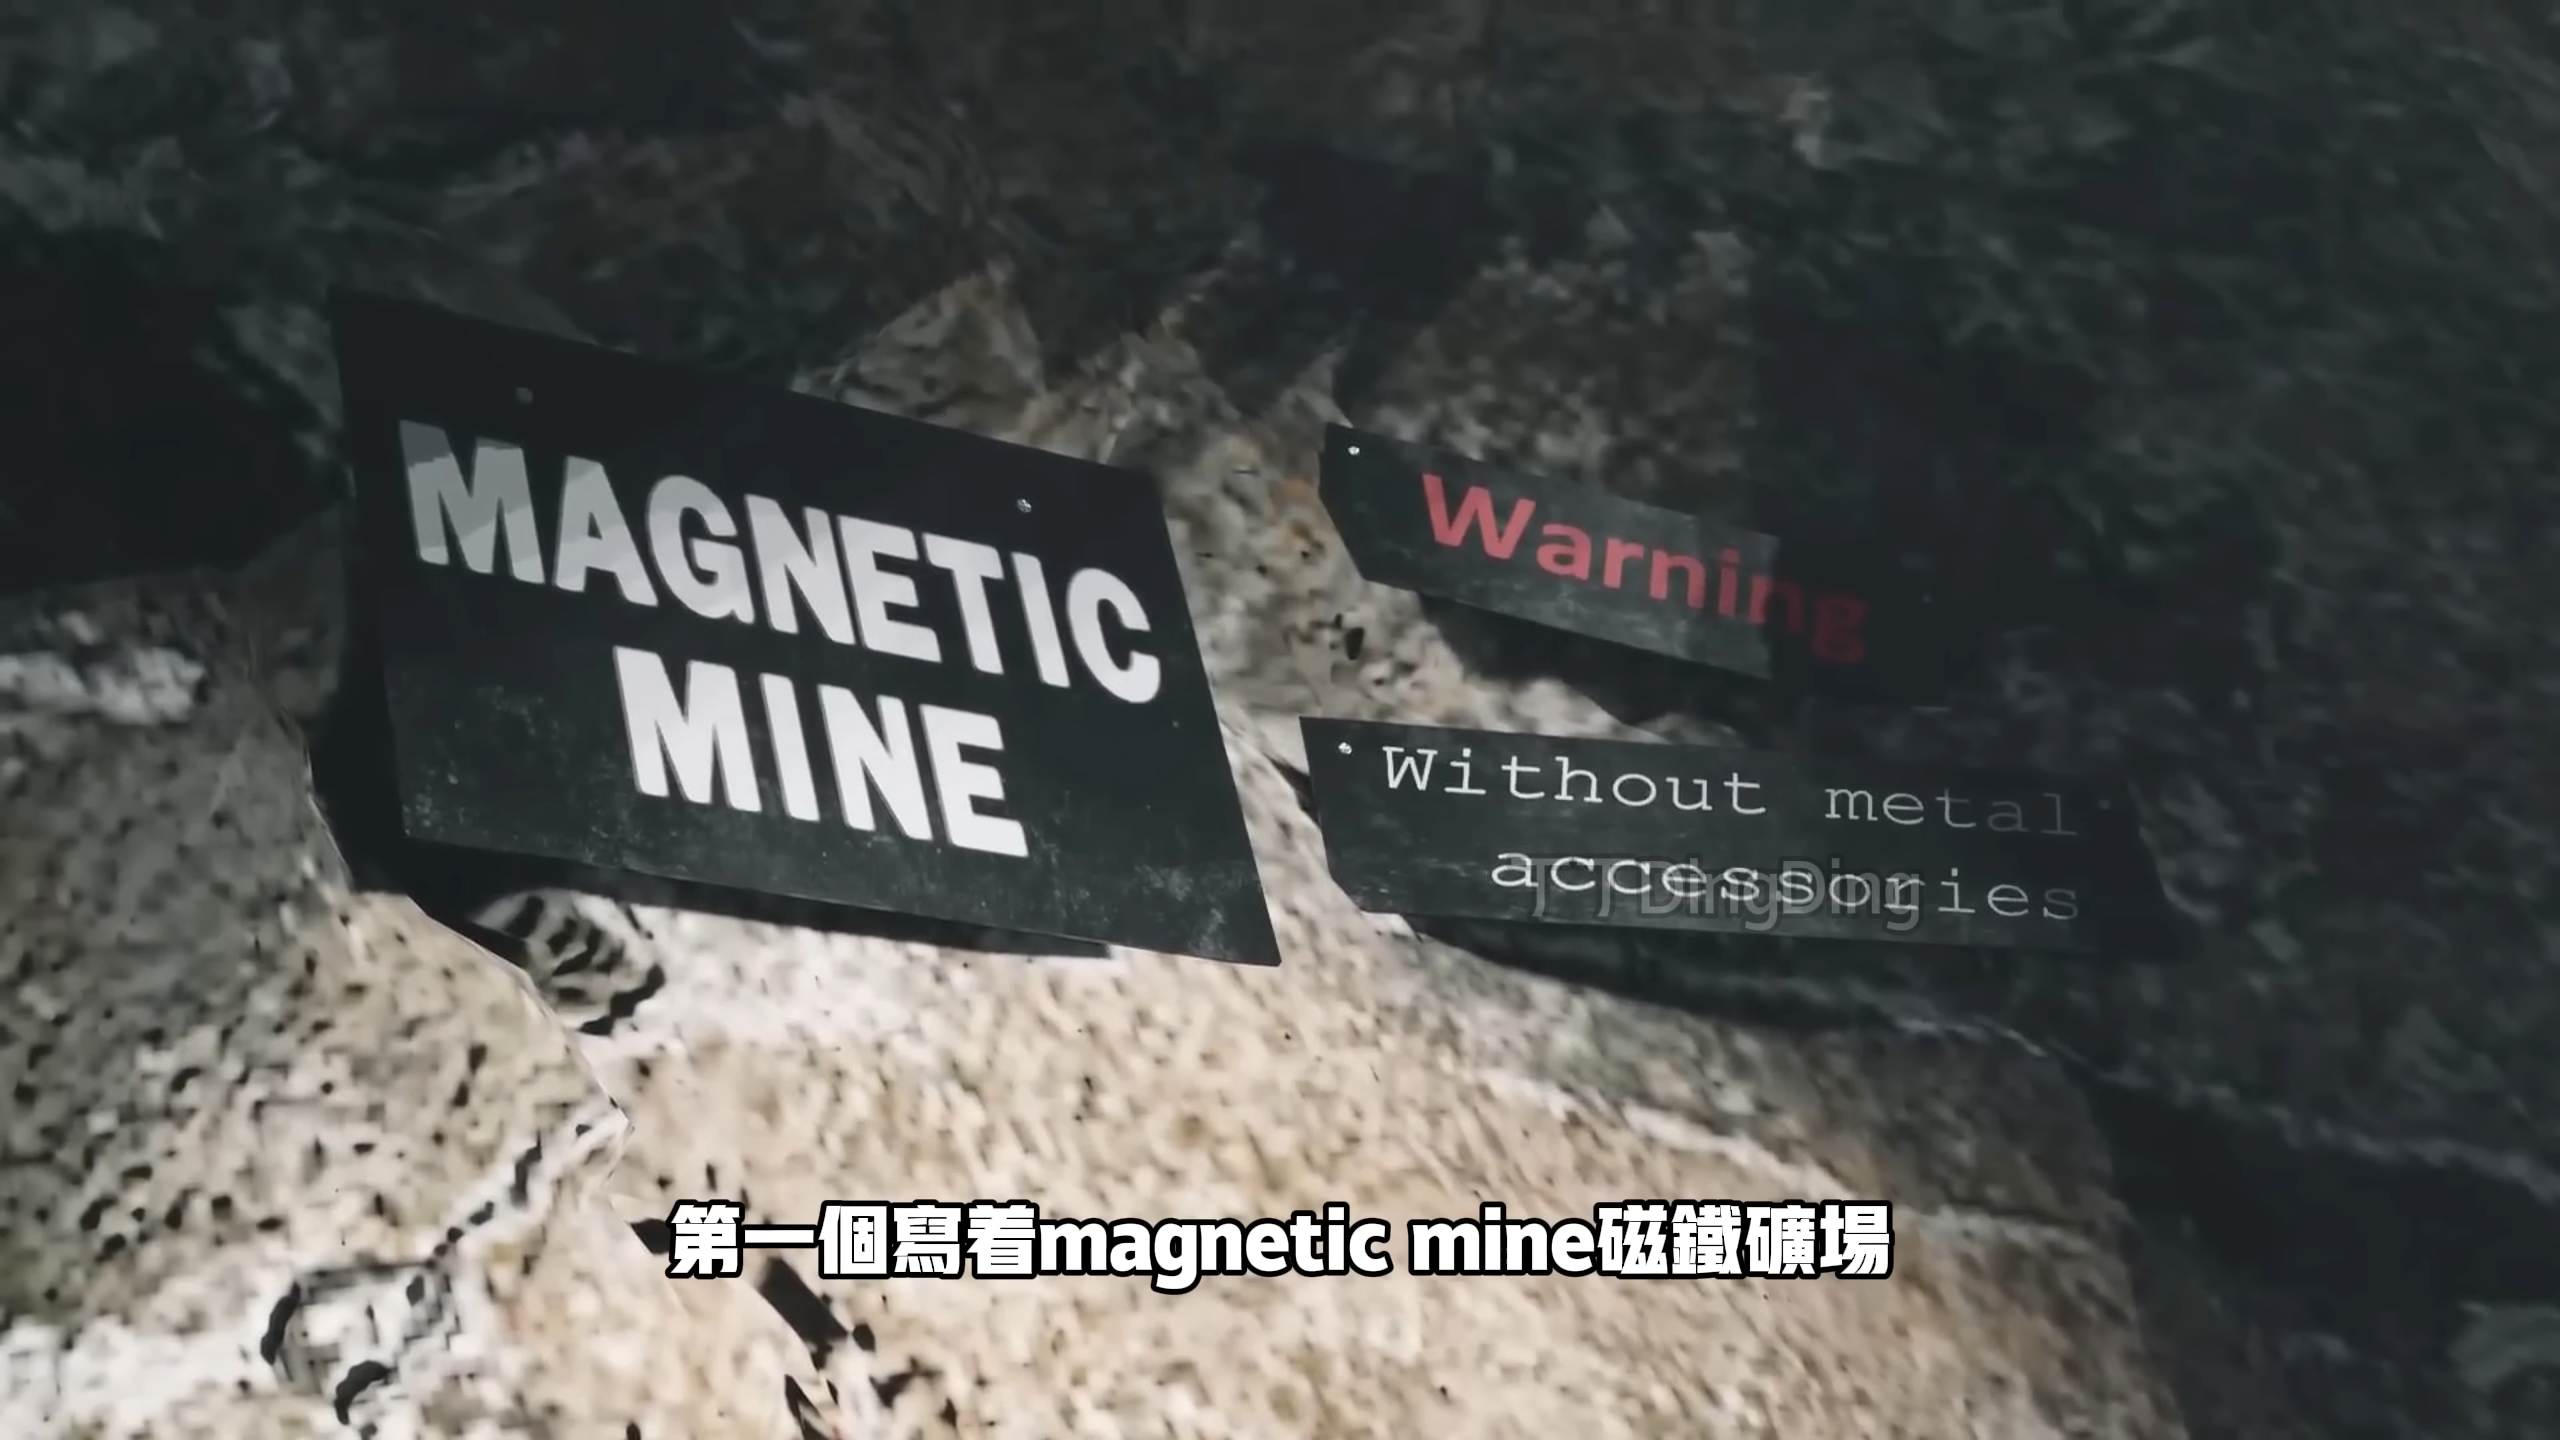 MAGNETIC
MINE
Warning
Without metal
accessories
丁丁DingDing
第一個寫着magnetic mine磁鐵礦場